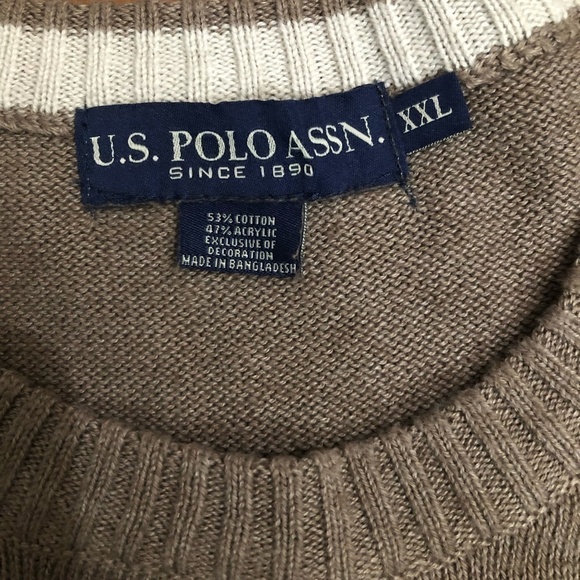 U.S. POLO ASSN.
XXL
SINCE 1890
53% COTTON
47% ACRYLIC
EXCLUSIVE OF
DECORATION
MADE IN BANGLADESH